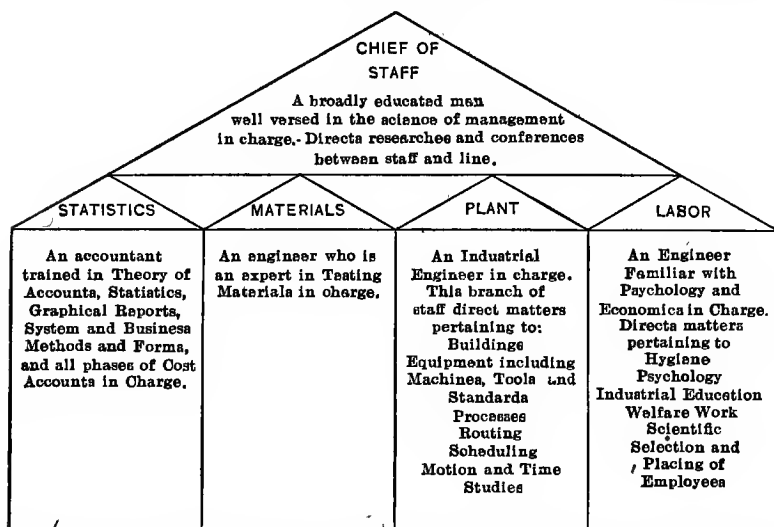 CHIEF OF
STAFF
A broadly educated man
well versed in the science of management
in charge.- Directs researches and conferences
between staff and line.
STATISTICS
An accountant
trained in Theory of
Accounts, Statistics,
Graphical Reports,
System and Business
Methods and Forms,
and all phases of Cost
Accounts in Charge.
MATERIALS
An engineer who is
an expert in Testing
Materials in charge.
PLANT
An Industrial
Engineer in charge.
This branch of
staff direct matters
pertaining to:
Buildings
Equipment including
Machines, Tools and
Standards
Processes
Routing
Scheduling
Motion and Time
Studies
LABOR
An Engineer
Familiar with
Psychology and
Economics in Charge.
Directs matters
pertaining to
Hygiene
Psychology
Industrial Education
Welfare Work
Scientific
Selection and
Placing of
Employees